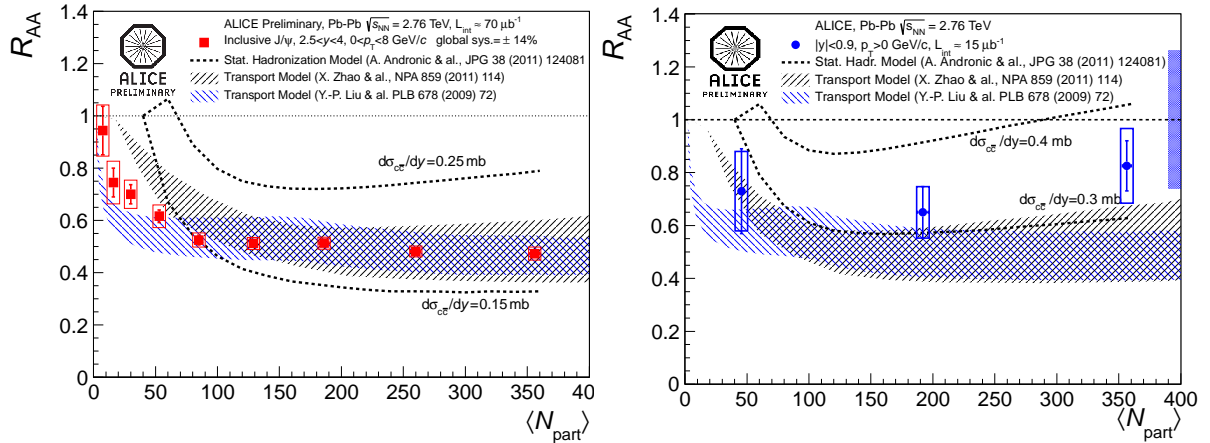 ALICE Preliminary, Pb-Pb √s_NN = 2.76 TeV, L_int ≈ 70 μb⁻¹
Inclusive J/ψ, 2.5<y<4, 0<p_T<8 GeV/c global sys.= ± 14%
Stat. Hadronization Model (A. Andronic & al., JPG 38 (2011) 124081)
Transport Model (X. Zhao & al., NPA 859 (2011) 114)
Transport Model (Y.-P. Liu & al. PLB 678 (2009) 72)
ALICE
PRELIMINARY
R_AA
1.4
1.2
1
0.8
0.6
0.4
0.2
0
dσ_cc̅/dy=0.25 mb
dσ_cc̅/dy=0.15 mb
0 50 100 150 200 250 300 350 400
⟨N_part⟩
ALICE, Pb-Pb √s_NN = 2.76 TeV
|y|<0.9, p_T>0 GeV/c, L_int ≈ 15 μb⁻¹
Stat. Hadr. Model (A. Andronic & al., JPG 38 (2011) 124081)
Transport Model (X. Zhao & al., NPA 859 (2011) 114)
Transport Model (Y.-P. Liu & al. PLB 678 (2009) 72)
ALICE
PRELIMINARY
R_AA
1.4
1.2
1
0.8
0.6
0.4
0.2
0
dσ_cc̅/dy=0.4 mb
dσ_cc̅/dy=0.3 mb
0 50 100 150 200 250 300 350 400
⟨N_part⟩